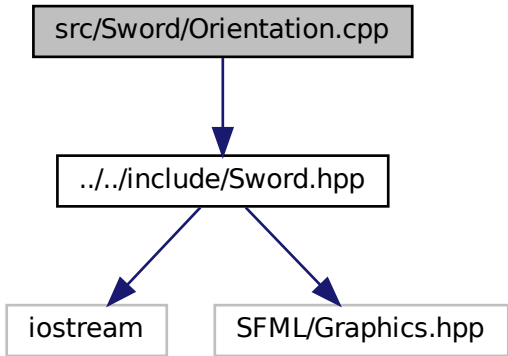 src/Sword/Orientation.cpp
../../include/Sword.hpp
iostream
SFML/Graphics.hpp